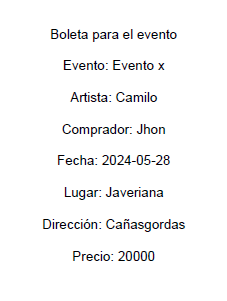 Boleta para el evento
Evento: Evento x
Artista: Camilo
Comprador: Jhon
Fecha: 2024-05-28
Lugar: Javeriana
Dirección: Cañasgordas
Precio: 20000